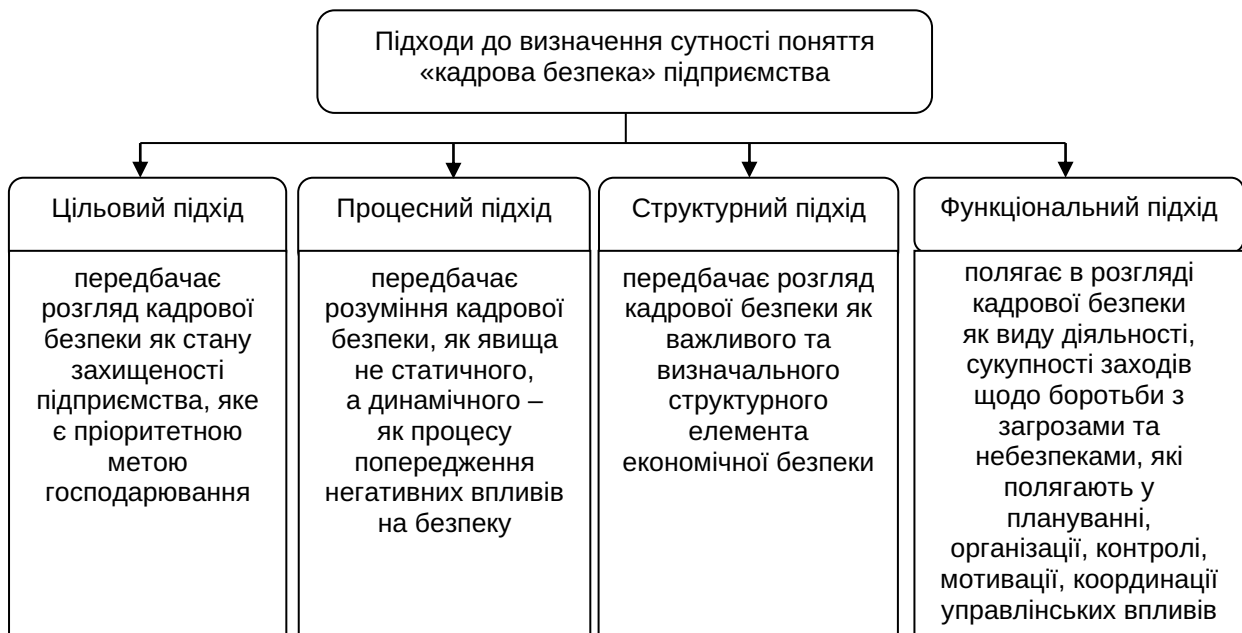 Підходи до визначення сутності поняття
«кадрова безпека» підприємства
Цільовий підхід
передбачає
розгляд кадрової
безпеки як стану
захищеності
підприємства, яке
є пріоритетною
метою
господарювання
Процесний підхід
передбачає
розуміння кадрової
безпеки, як явища
не статичного,
а динамічного –
як процесу
попередження
негативних впливів
на безпеку
Структурний підхід
передбачає розгляд
кадрової безпеки як
важливого та
визначального
структурного
елемента
економічної безпеки
Функціональний підхід
полягає в розгляді
кадрової безпеки
як виду діяльності,
сукупності заходів
щодо боротьби з
загрозами та
небезпеками, які
полягають у
плануванні,
організації, контролі,
мотивації, координації
управлінських впливів